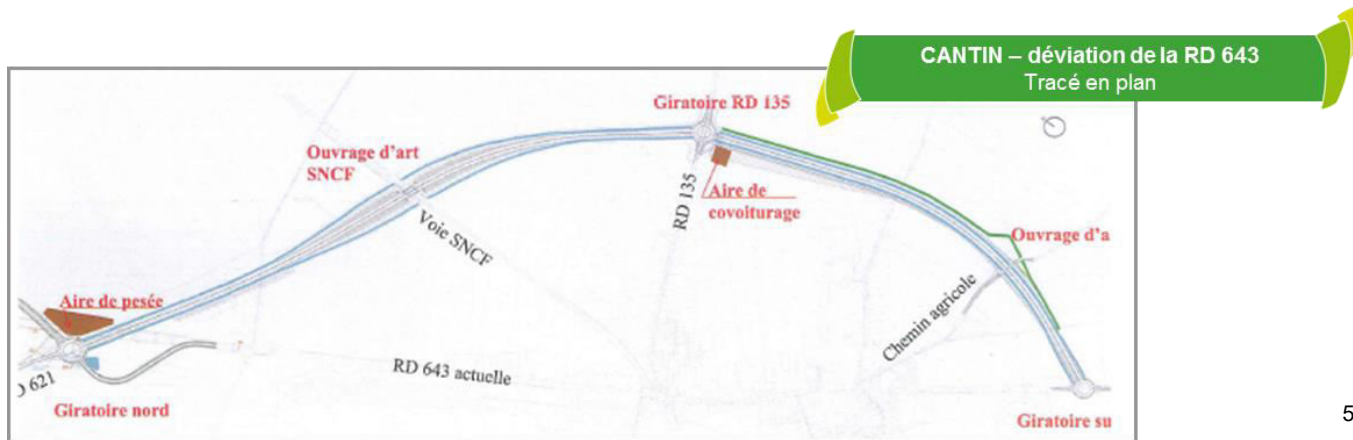 CANTIN – déviation de la RD 643
Tracé en plan
Giratoire RD 135
Ouvrage d'art
SNCF
Aire de
covoiturage
RD 135
Voie SNCF
Ouvrage d'a
Chemin agricole
Aire de pesée
RD 643 actuelle
D 621
Giratoire nord
Giratoire su
5